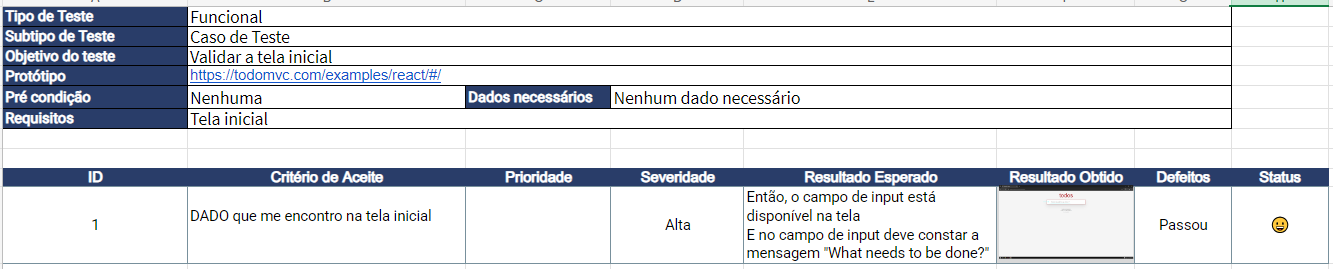 Tipo de Teste Funcional
Subtipo de Teste Caso de Teste
Objetivo do teste Validar a tela inicial
Protótipo https://todomvc.com/examples/react/#/
Pré condição Nenhuma Dados necessários Nenhum dado necessário
Requisitos Tela inicial
ID Critério de Aceite Prioridade Severidade Resultado Esperado Resultado Obtido Defeitos Status
1 DADO que me encontro na tela inicial Alta
Então, o campo de input está
disponível na tela
E no campo de input deve constar a
mensagem "What needs to be done?"
todos
Passou